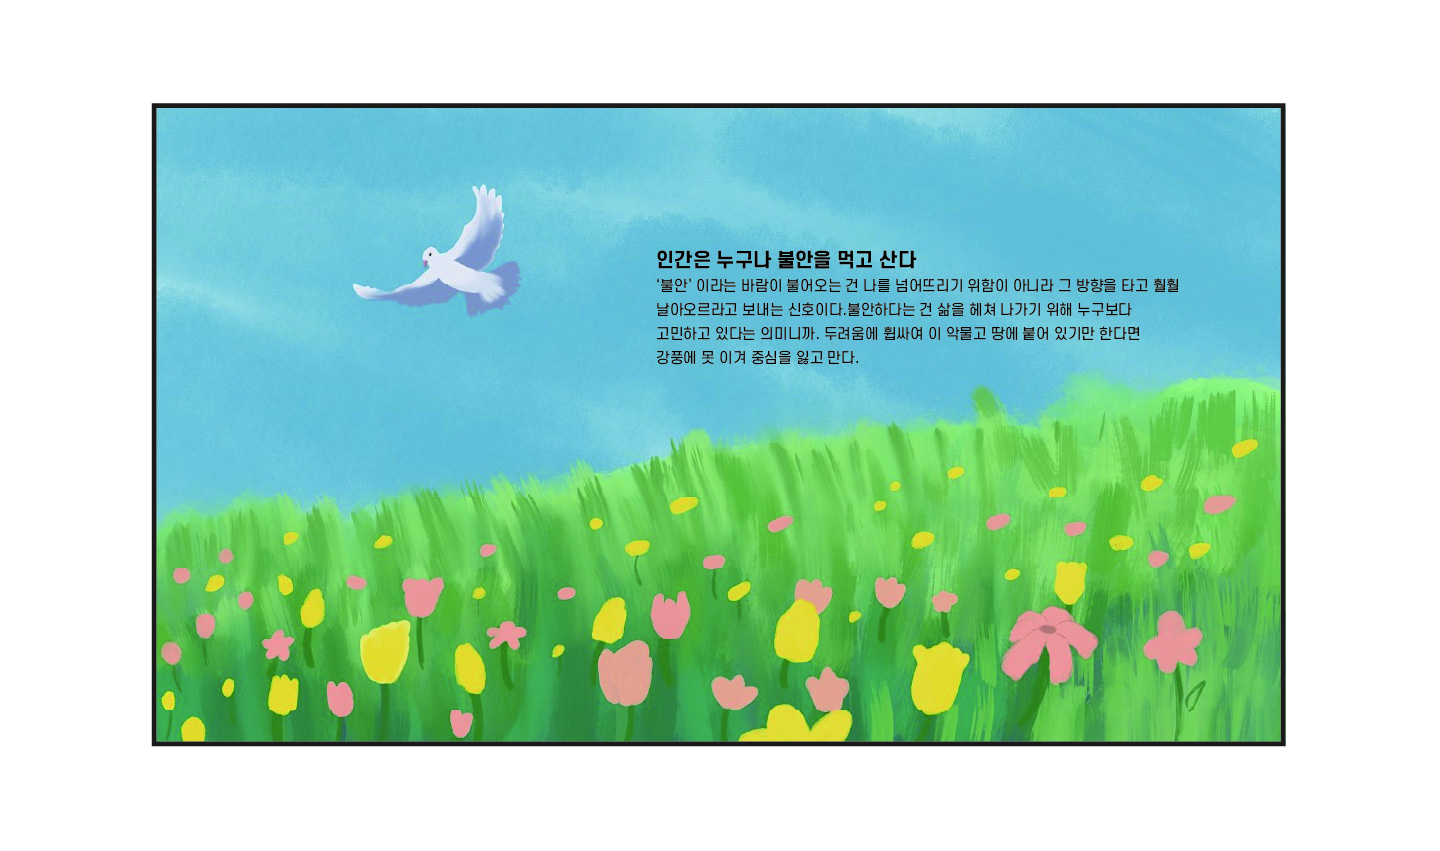 인간은 누구나 불안을 먹고 산다
‘불안’ 이라는 바람이 불어오는 건 나를 넘어뜨리기 위함이 아니라 그 방향을 타고 훨훨
날아오르라고 보내는 신호이다.불안하다는 건 삶을 헤쳐 나가기 위해 누구보다
고민하고 있다는 의미니까. 두려움에 휩싸여 이 악물고 땅에 붙어 있기만 한다면
강풍에 못 이겨 중심을 잃고 만다.